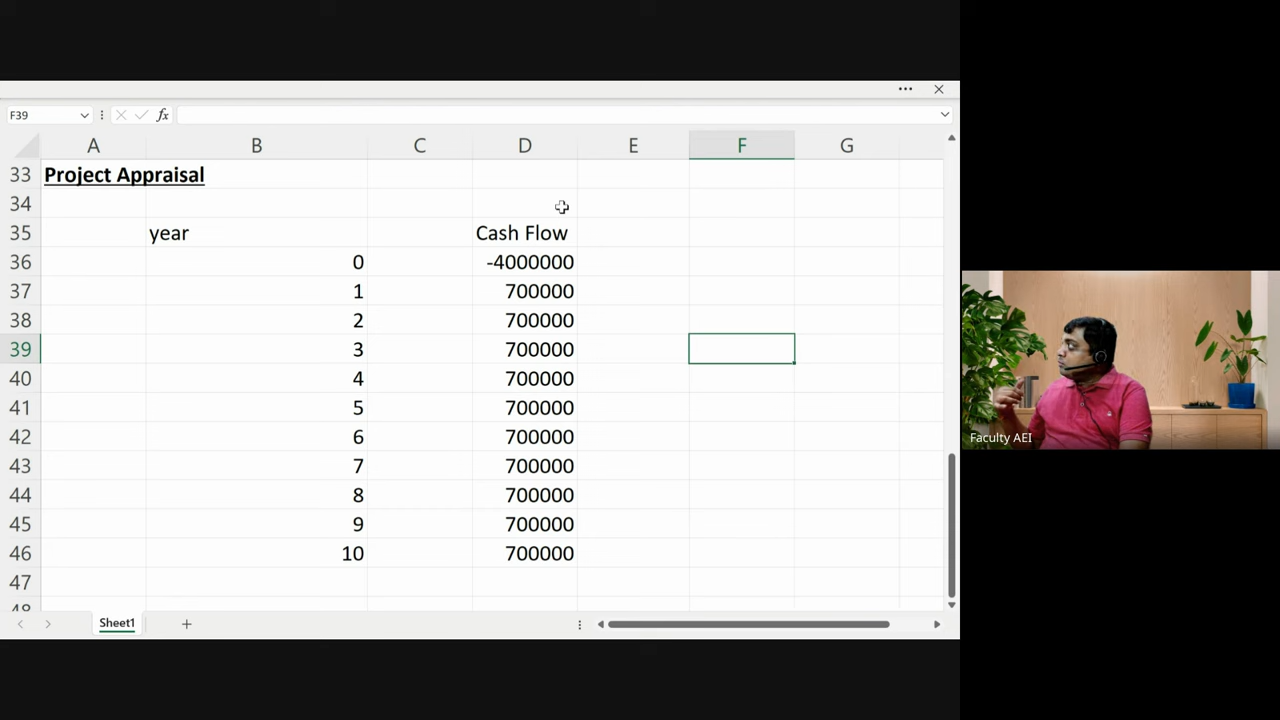 F39 fx
A B C D E F G
33 Project Appraisal
34
35 year Cash Flow
36 0 -4000000
37 1 700000
38 2 700000
39 3 700000
40 4 700000
41 5 700000
42 6 700000
43 7 700000
44 8 700000
45 9 700000
46 10 700000
47
48
Sheet1
Faculty AEI